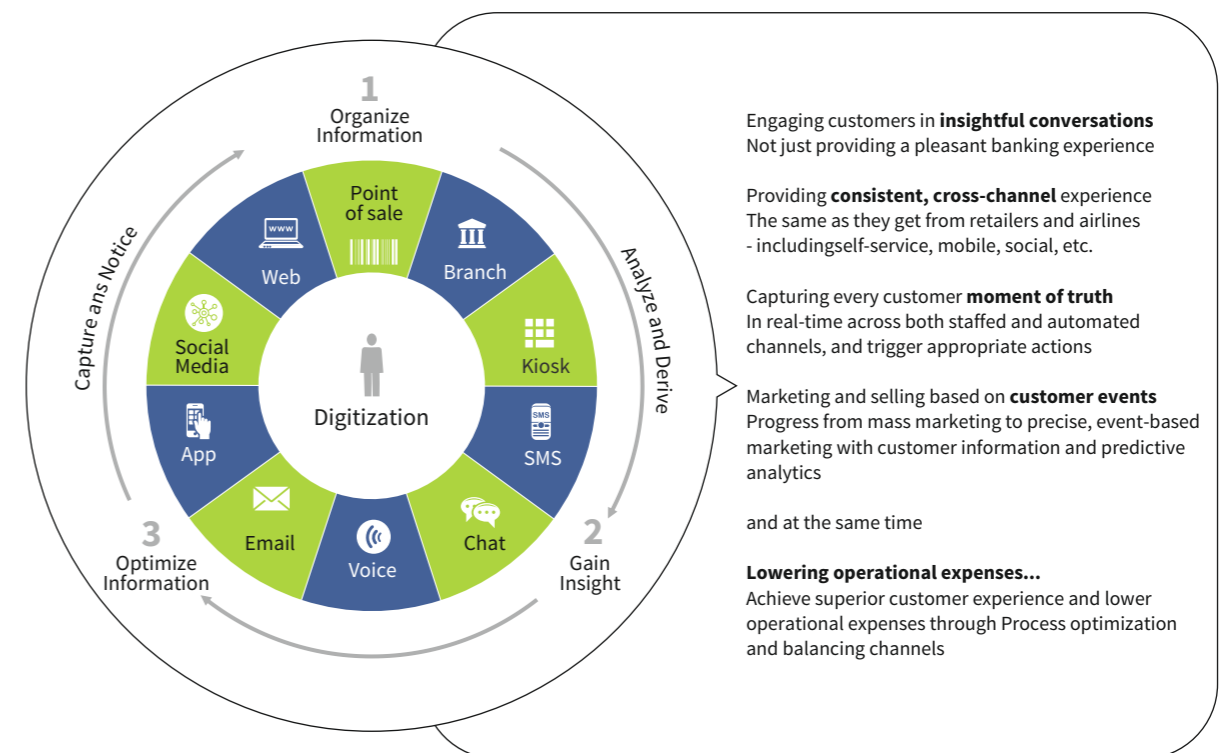 1
Organize
Information
Point
of sale
Branch
Kiosk
SMS
SMS
Chat
Voice
Email
App
Social
Media
www
Web
Digitization
Analyze and Derive
2
Gain
Insight
3
Optimize
Information
Capture ans Notice
Engaging customers in insightful conversations
Not just providing a pleasant banking experience
Providing consistent, cross-channel experience
The same as they get from retailers and airlines
- includingself-service, mobile, social, etc.
Capturing every customer moment of truth
In real-time across both staffed and automated
channels, and trigger appropriate actions
Marketing and selling based on customer events
Progress from mass marketing to precise, event-based
marketing with customer information and predictive
analytics
and at the same time
Lowering operational expenses...
Achieve superior customer experience and lower
operational expenses through Process optimization
and balancing channels